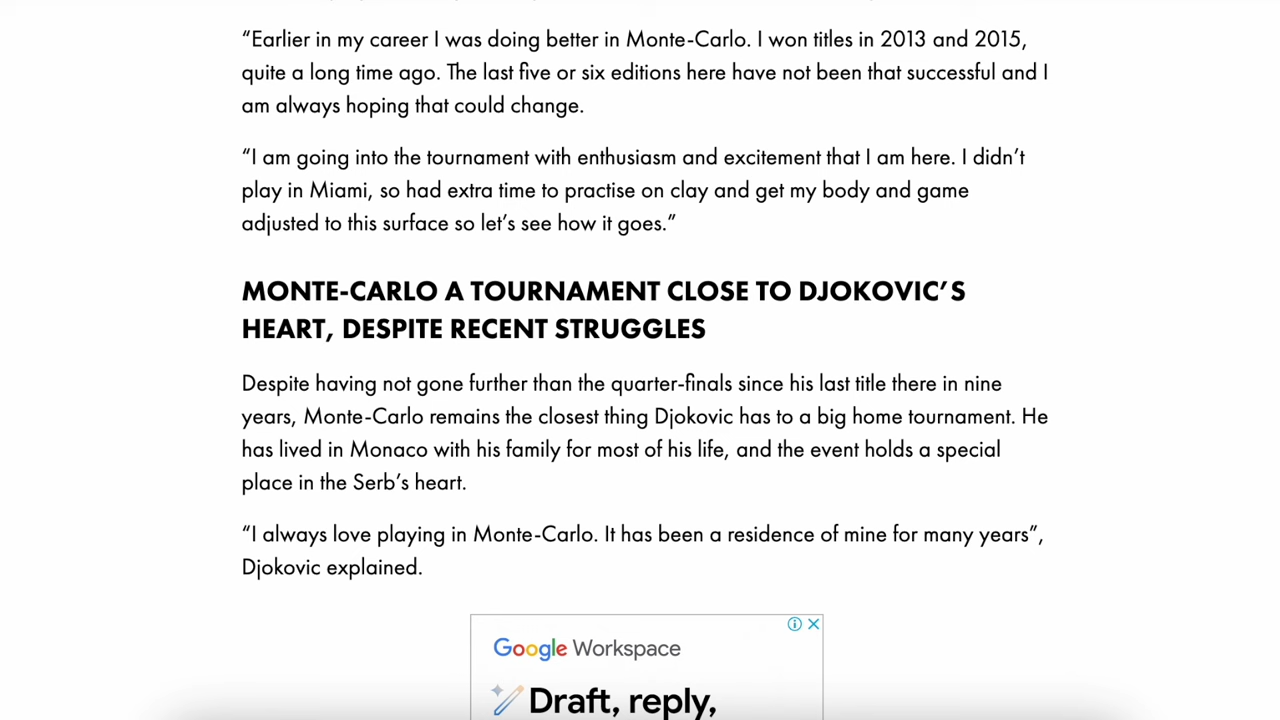 “Earlier in my career I was doing better in Monte-Carlo. I won titles in 2013 and 2015,
quite a long time ago. The last five or six editions here have not been that successful and I
am always hoping that could change.
“I am going into the tournament with enthusiasm and excitement that I am here. I didn’t
play in Miami, so had extra time to practise on clay and get my body and game
adjusted to this surface so let’s see how it goes.”
MONTE-CARLO A TOURNAMENT CLOSE TO DJOKOVIC’S
HEART, DESPITE RECENT STRUGGLES
Despite having not gone further than the quarter-finals since his last title there in nine
years, Monte-Carlo remains the closest thing Djokovic has to a big home tournament. He
has lived in Monaco with his family for most of his life, and the event holds a special
place in the Serb’s heart.
“I always love playing in Monte-Carlo. It has been a residence of mine for many years”,
Djokovic explained.
Google Workspace
Draft, reply,